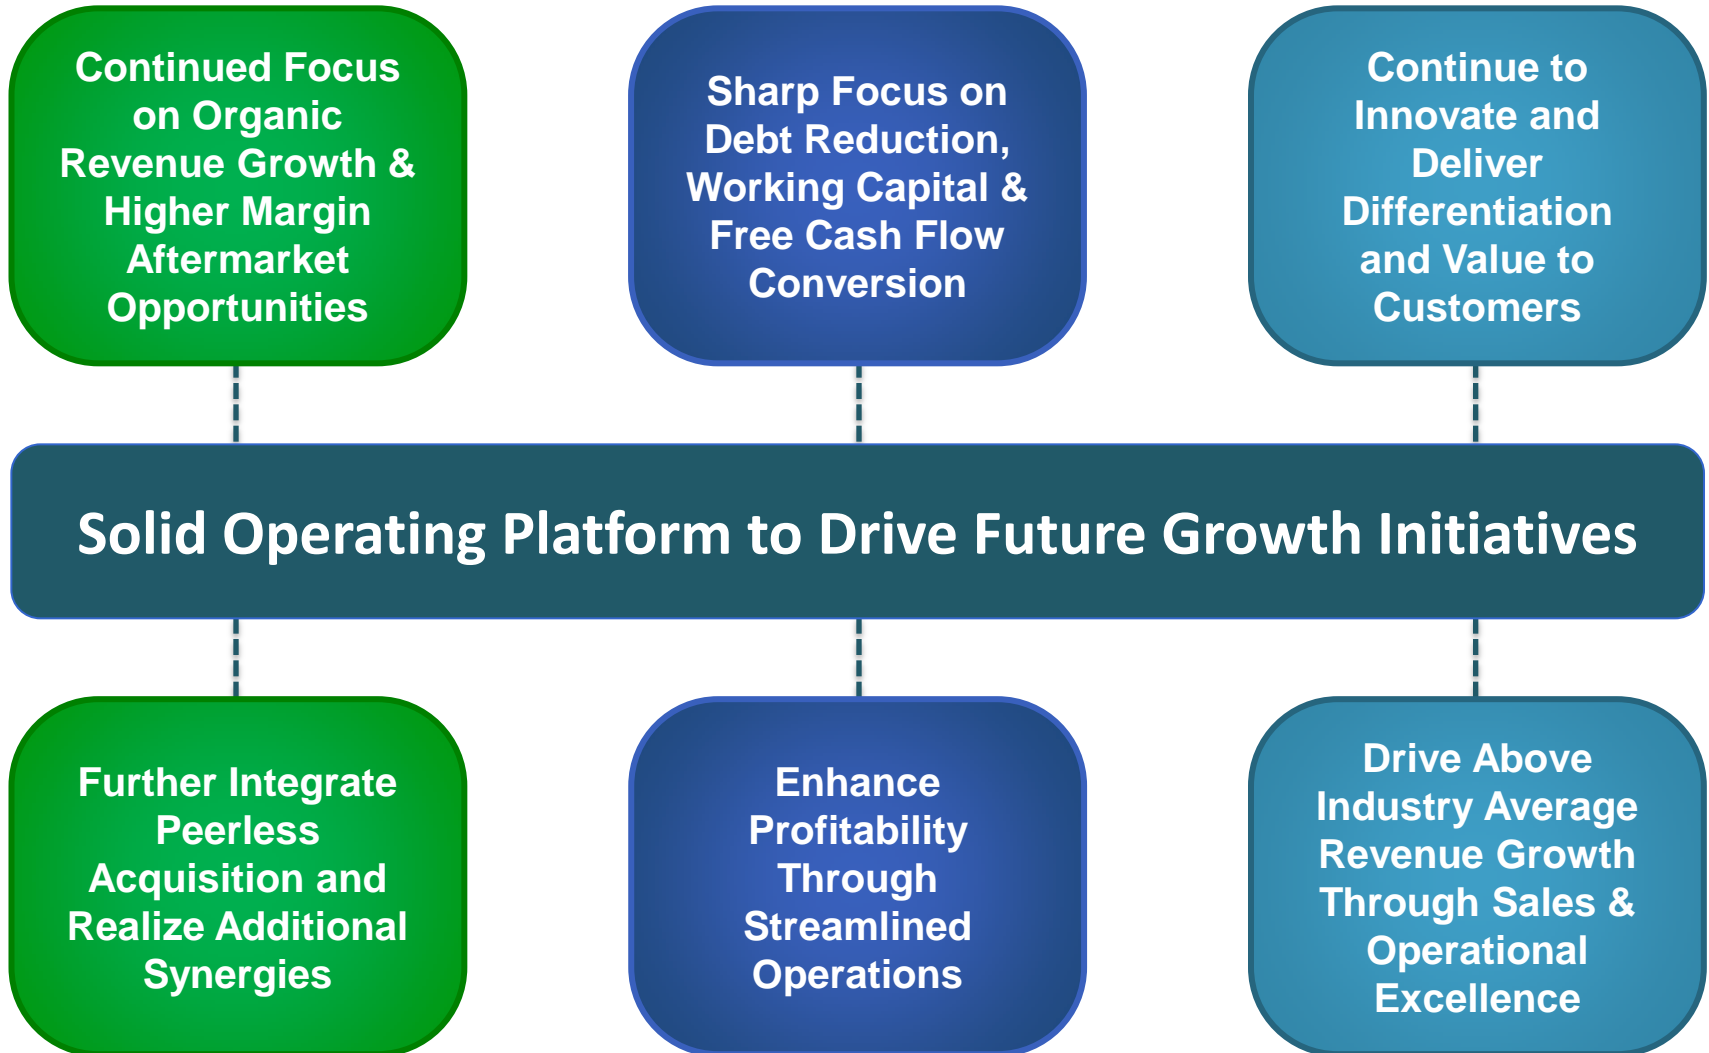 Continued Focus
on Organic
Revenue Growth &
Higher Margin
Aftermarket
Opportunities
Sharp Focus on
Debt Reduction,
Working Capital &
Free Cash Flow
Conversion
Continue to
Innovate and
Deliver
Differentiation
and Value to
Customers
Solid Operating Platform to Drive Future Growth Initiatives
Further Integrate
Peerless
Acquisition and
Realize Additional
Synergies
Enhance
Profitability
Through
Streamlined
Operations
Drive Above
Industry Average
Revenue Growth
Through Sales &
Operational
Excellence